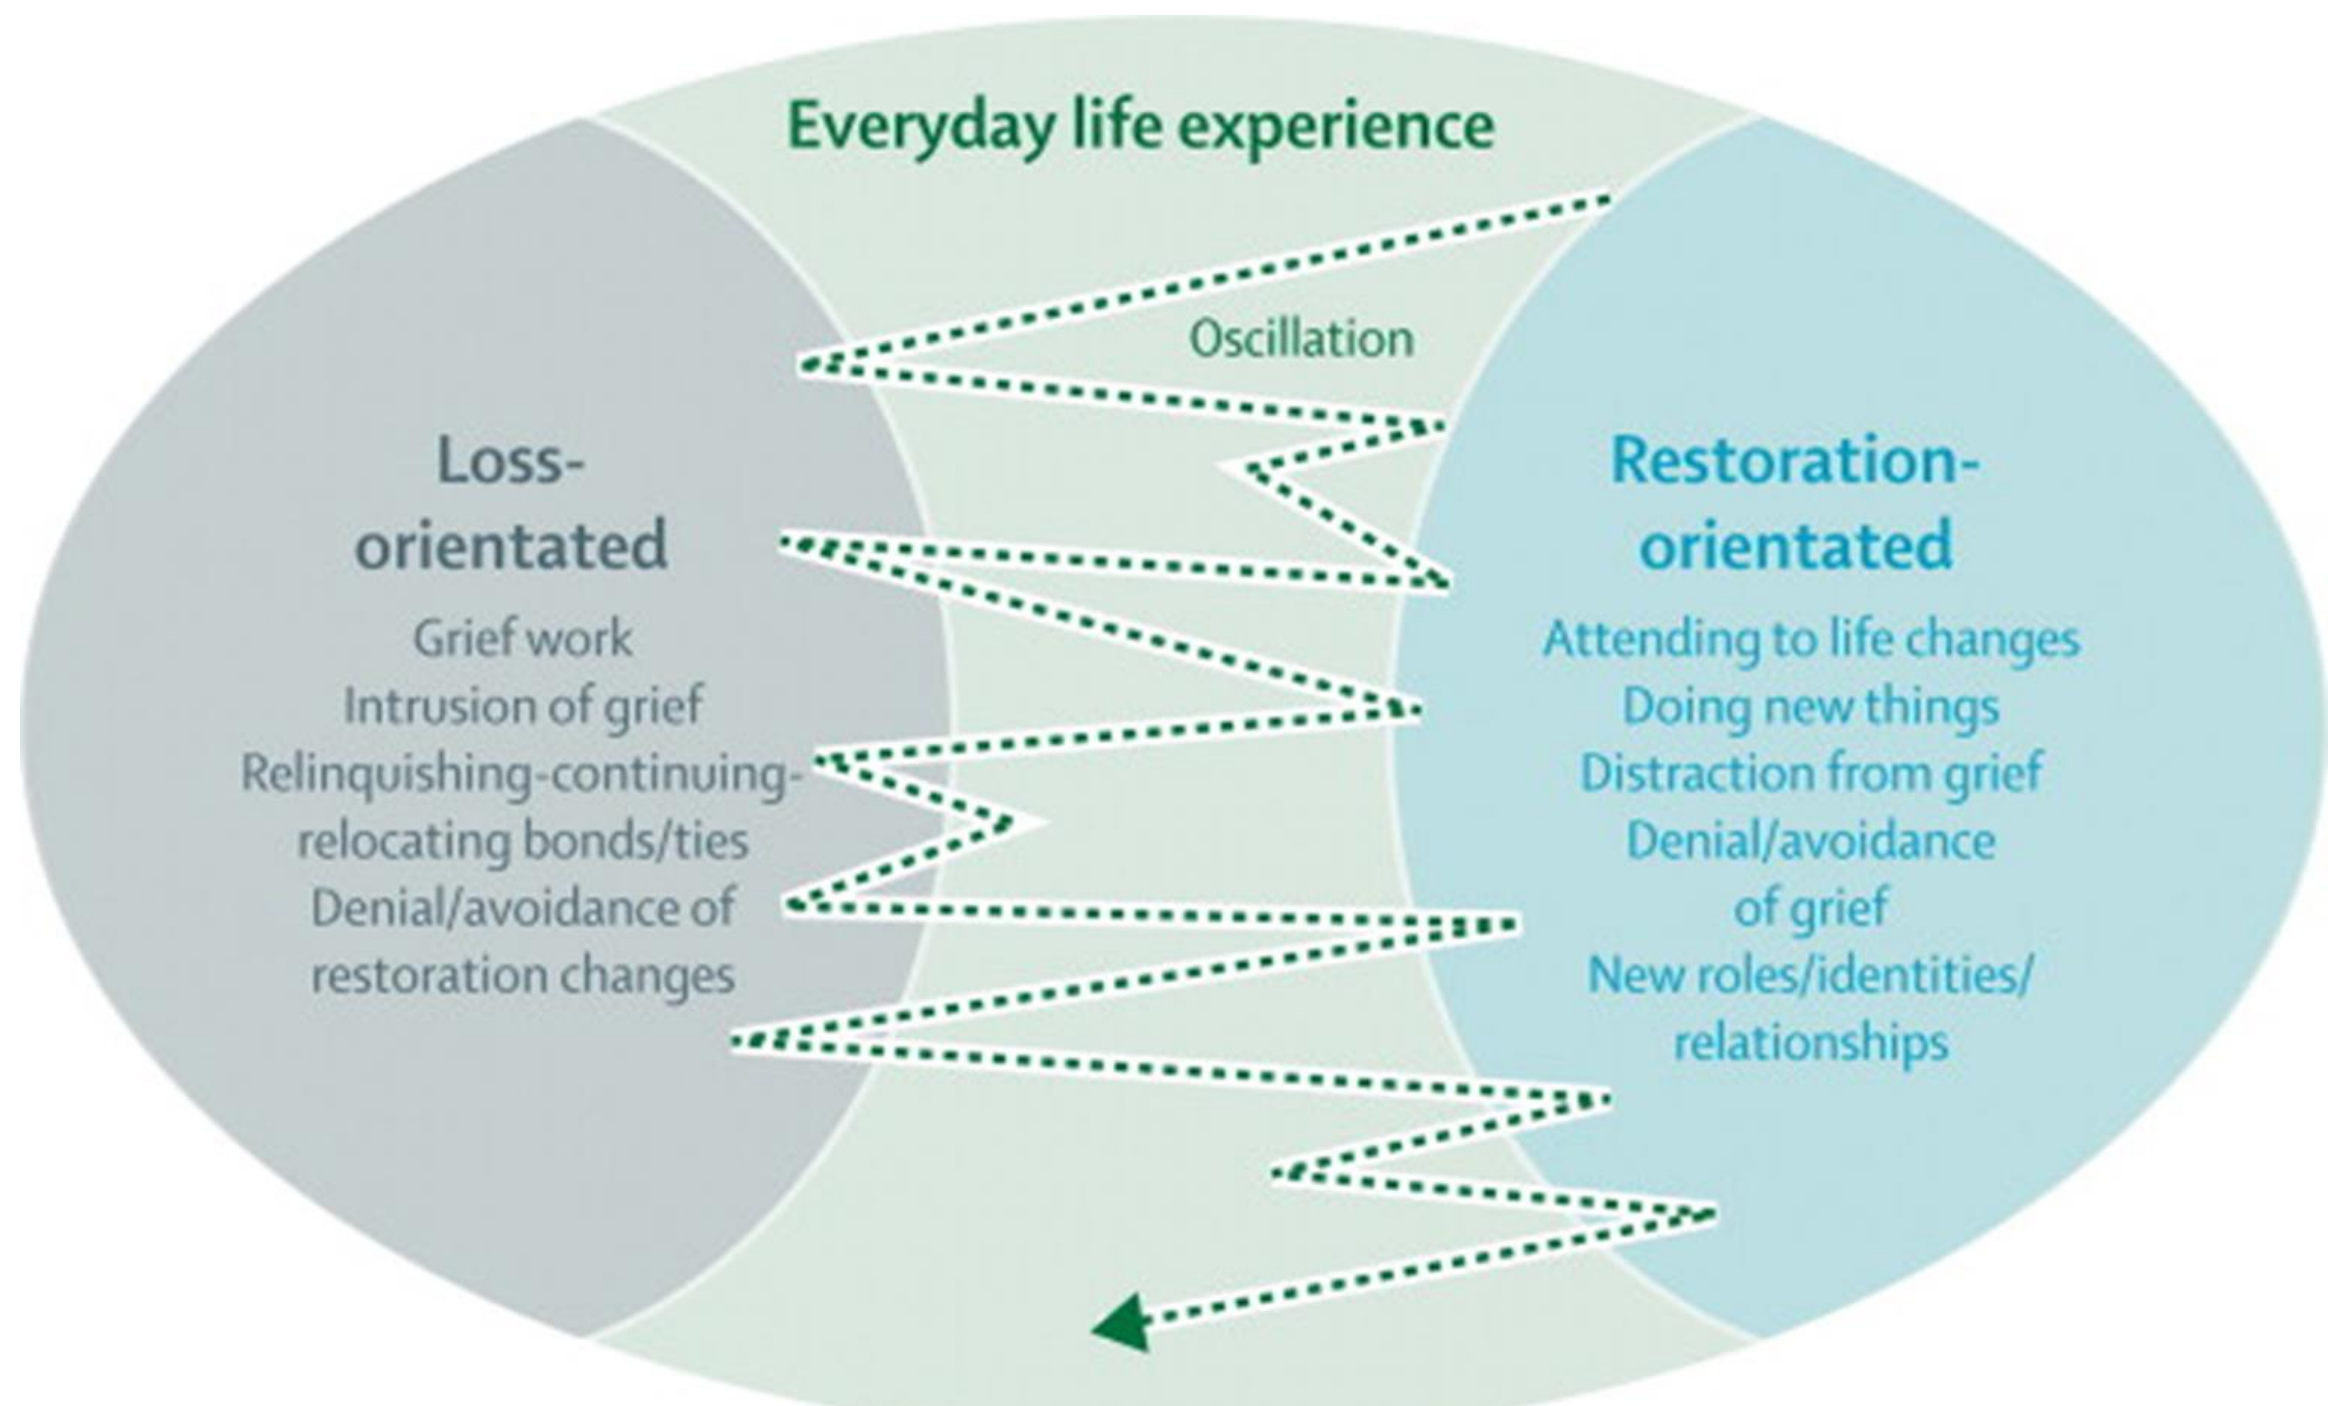 Everyday life experience
Oscillation
Loss-
orientated
Grief work
Intrusion of grief
Relinquishing-continuing-
relocating bonds/ties
Denial/avoidance of
restoration changes
Restoration-
orientated
Attending to life changes
Doing new things
Distraction from grief
Denial/avoidance
of grief
New roles/identities/
relationships